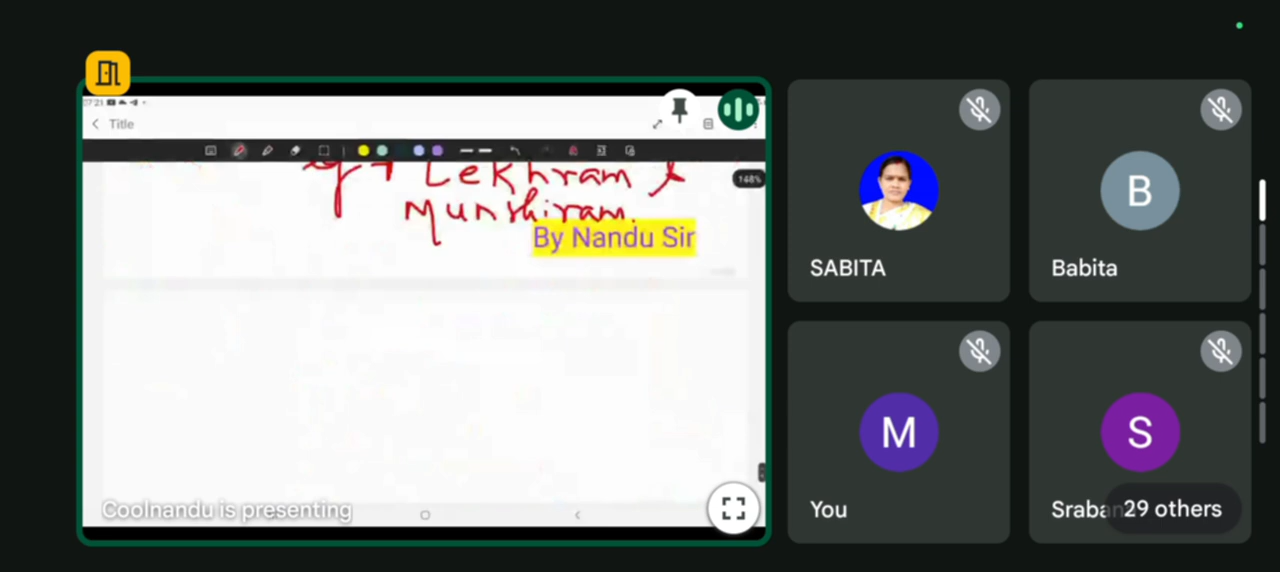 Title
148%
Lekhram &
Munshiram.
By Nandu Sir
Coolnandu is presenting
SABITA
B
Babita
M
You
S
29 others